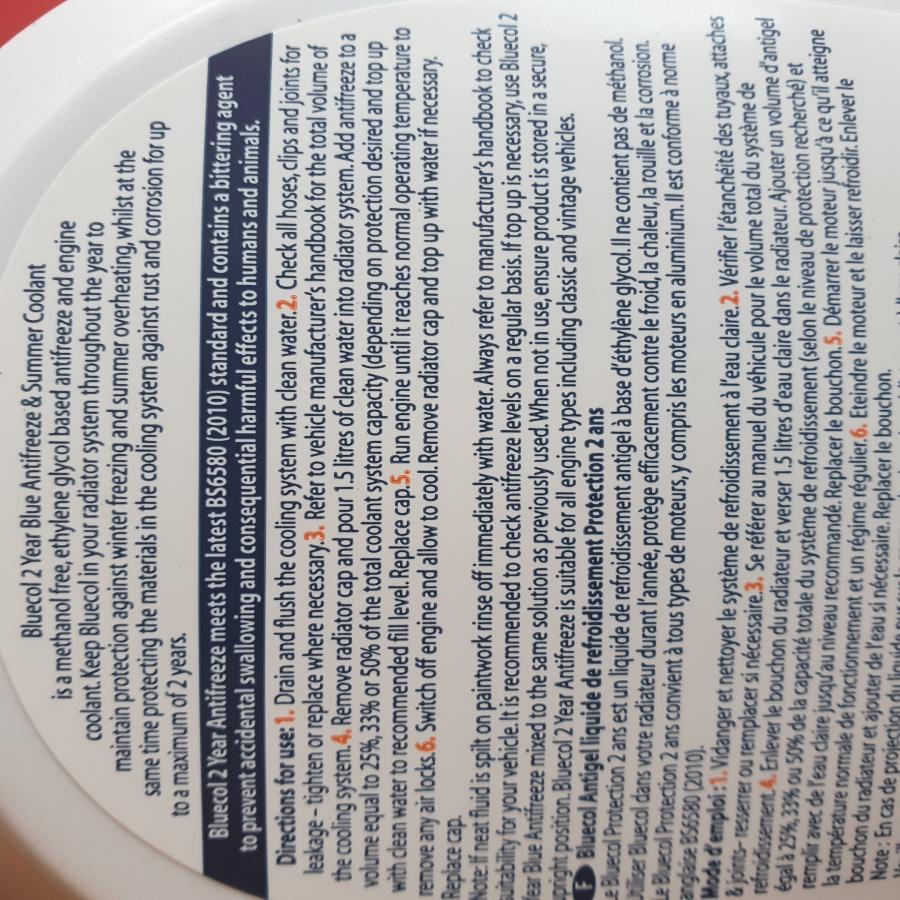 Bluecol 2 Year Blue Antifreeze & Summer Coolant
is a methanol free, ethylene glycol based antifreeze and engine
coolant. Keep Bluecol in your radiator system throughout the year to
maintain protection against winter freezing and summer overheating, whilst at the
same time protecting the materials in the cooling system against rust and corrosion for up
to a maximum of 2 years.
Bluecol 2 Year Antifreeze meets the latest BS6580 (2010) standard and contains a bittering agent
to prevent accidental swallowing and consequential harmful effects to humans and animals.
Directions for use: 1. Drain and flush the cooling system with clean water. 2. Check all hoses, clips and joints for
leakage - tighten or replace where necessary. 3. Refer to vehicle manufacturer's handbook for the total volume of
the cooling system. 4. Remove radiator cap and pour 1.5 litres of clean water into radiator system. Add antifreeze to a
volume equal to 25%, 33% or 50% of the total coolant system capacity (depending on protection desired and top up
with clean water to recommended fill level. Replace cap. 5. Run engine until it reaches normal operating temperature to
remove any air locks. 6. Switch off engine and allow to cool. Remove radiator cap and top up with water if necessary.
Replace cap.
Note: If neat fluid is spilt on paintwork rinse off immediately with water. Always refer to manufacturer's handbook to check
suitability for your vehicle. It is recommended to check antifreeze levels on a regular basis. If top up is necessary, use Bluecol 2
Year Blue Antifreeze mixed to the same solution as previously used. When not in use, ensure product is stored in a secure,
upright position. Bluecol 2 Year Antifreeze is suitable for all engine types including classic and vintage vehicles.
F Bluecol Antigel liquide de refroidissement Protection 2 ans
Le Bluecol Protection 2 ans est un liquide de refroidissement antigel à base d'éthylène glycol. Il ne contient pas de méthanol.
Utiliser Bluecol dans votre radiateur durant l'année, protège efficacement contre le froid, la chaleur, la rouille et la corrosion.
Le Bluecol Protection 2 ans convient à tous types de moteurs, y compris les moteurs en aluminium. Il est conforme à norme
anglaise BS6580 (2010).
Mode d'emploi : 1. Vidanger et nettoyer le système de refroidissement à l'eau claire. 2. Vérifier l'étanchéité des tuyaux, attaches
& joints- resserrer ou remplacer si nécessaire. 3. Se référer au manuel du véhicule pour le volume total du système de
refroidissement. 4. Enlever le bouchon du radiateur et verser 1.5 litres d'eau claire dans le radiateur. Ajouter un volume d'antigel
égal à 25%, 33% ou 50% de la capacité totale du système de refroidissement (selon le niveau de protection recherché) et
remplir avec de l'eau claire jusqu'au niveau recommandé. Replacer le bouchon. 5. Démarrer le moteur jusqu'à ce qu'il atteigne
la température normale de fonctionnement et un régime régulier. 6. Eteindre le moteur et le laisser refroidir. Enlever le
bouchon du radiateur et ajouter de l'eau si nécessaire. Replacer le bouchon.
Note : En cas de projection du liquide